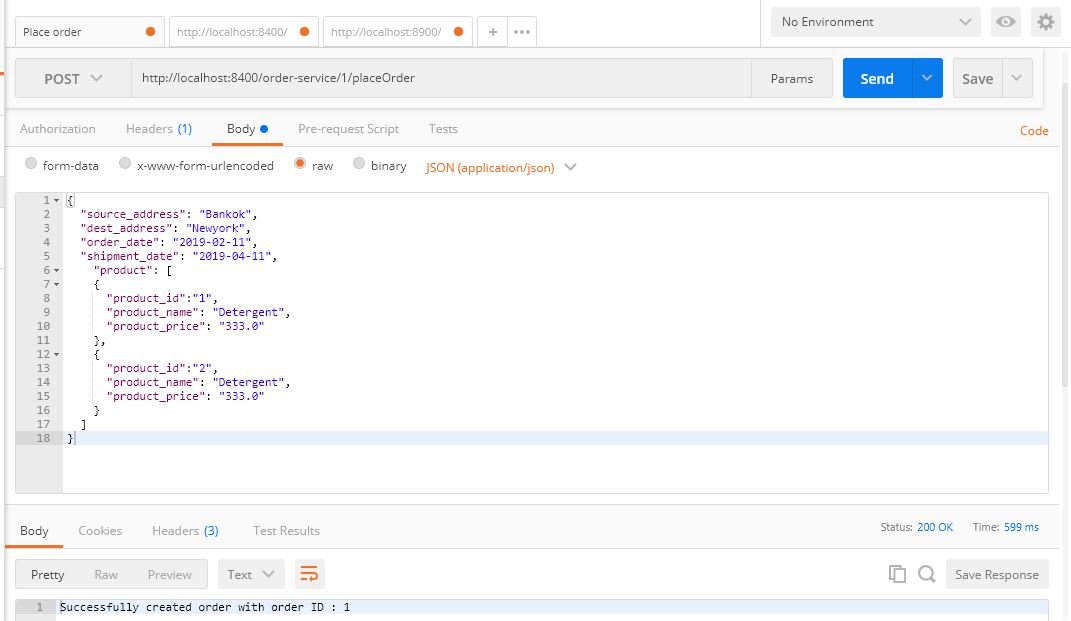 Place order
http://localhost:8400/
http://localhost:8900/
+
•••
No Environment
POST
http://localhost:8400/order-service/1/placeOrder
Params
Send
Save
Authorization
Headers (1)
Body
Pre-request Script
Tests
Code
form-data
x-www-form-urlencoded
raw
binary
JSON (application/json)
1 {
2 "source_address": "Bankok",
3 "dest_address": "Newyork",
4 "order_date": "2019-02-11",
5 "shipment_date": "2019-04-11",
6 "product": [
7 {
8 "product_id":"1",
9 "product_name": "Detergent",
10 "product_price": "333.0"
11 },
12 {
13 "product_id":"2",
14 "product_name": "Detergent",
15 "product_price": "333.0"
16 }
17 ]
18 }
Body
Cookies
Headers (3)
Test Results
Status: 200 OK
Time: 599 ms
Pretty
Raw
Preview
Text
Save Response
1 Successfully created order with order ID : 1